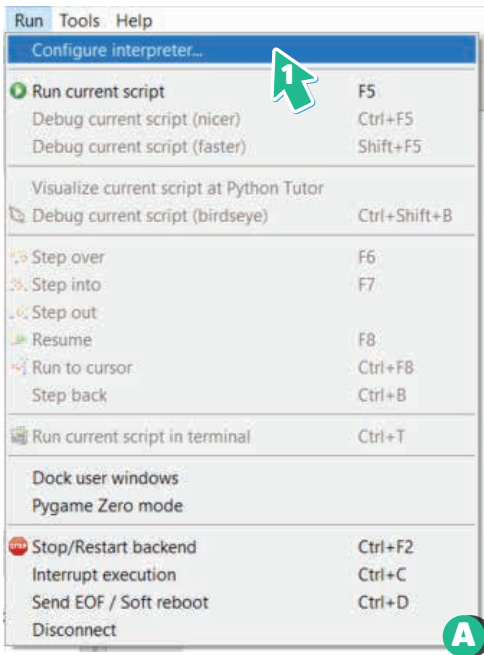 Run Tools Help
Configure interpreter...
1
Run current script F5
Debug current script (nicer) Ctrl+F5
Debug current script (faster) Shift+F5
Visualize current script at Python Tutor
Debug current script (birdseye) Ctrl+Shift+B
Step over F6
Step into F7
Step out
Resume F8
Run to cursor Ctrl+F8
Step back Ctrl+B
Run current script in terminal Ctrl+T
Dock user windows
Pygame Zero mode
STOP Stop/Restart backend Ctrl+F2
Interrupt execution Ctrl+C
Send EOF / Soft reboot Ctrl+D
Disconnect
A